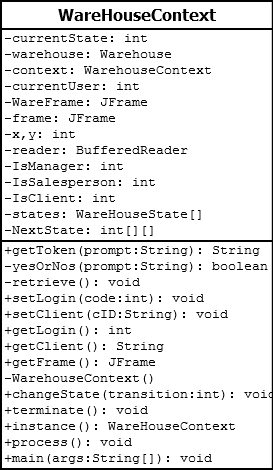 WareHouseContext
-currentState: int
-warehouse: Warehouse
-context: WarehouseContext
-currentUser: int
-WareFrame: JFrame
-frame: JFrame
-x,y: int
-reader: BufferedReader
-IsManager: int
-IsSalesperson: int
-IsClient: int
-states: WareHouseState[]
-NextState: int[][]
+getToken(prompt:String): String
-yesOrNos(prompt:String): boolean
-retrieve(): void
+setLogin(code:int): void
+setClient(cID:String): void
+getLogin(): int
+getClient(): String
+getFrame(): JFrame
-WarehouseContext()
+changeState(transition:int): void
+terminate(): void
+instance(): WarehouseContext
+process(): void
+main(args:String[]): void